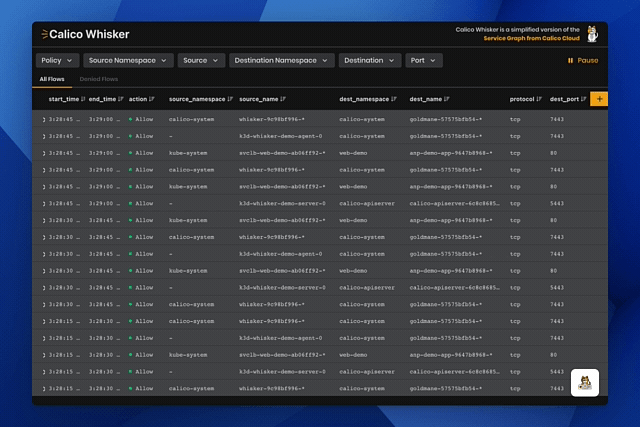 Calico Whisker
Calico Whisker is a simplified version of the
Service Graph from Calico Cloud
Policy Source Namespace Source Destination Namespace Destination Port Pause
All Flows Denied Flows
start_time end_time action source_namespace source_name dest_namespace dest_name protocol dest_port +
3:28:45 … 3:29:00 … Allow calico-system whisker-9c98bf996-* calico-system goldmane-57575bfb54-* tcp 7443
3:28:45 … 3:29:00 … Allow - k3d-whisker-demo-agent-0 calico-system goldmane-57575bfb54-* tcp 7443
3:28:45 … 3:29:00 … Allow kube-system svclb-web-demo-ab06ff92-* web-demo asp-demo-app-9647b8968-* tcp 80
3:28:45 … 3:29:00 … Allow calico-system whisker-9c98bf996-* calico-system goldmane-57575bfb54-* tcp 7443
3:28:45 … 3:29:00 … Allow kube-system svclb-web-demo-ab06ff92-* web-demo asp-demo-app-9647b8968-* tcp 80
3:28:45 … 3:29:00 … Allow - k3d-whisker-demo-server-0 calico-apiserver calico-apiserver-6c8c8685… tcp 5443
3:28:30 … 3:28:45 … Allow kube-system svclb-web-demo-ab06ff92-* web-demo asp-demo-app-9647b8968-* tcp 80
3:28:30 … 3:28:45 … Allow calico-system whisker-9c98bf996-* calico-system goldmane-57575bfb54-* tcp 7443
3:28:30 … 3:28:45 … Allow - k3d-whisker-demo-agent-0 calico-system goldmane-57575bfb54-* tcp 7443
3:28:30 … 3:28:45 … Allow kube-system svclb-web-demo-ab06ff92-* web-demo asp-demo-app-9647b8968-* tcp 80
3:28:30 … 3:28:45 … Allow - k3d-whisker-demo-server-0 calico-apiserver calico-apiserver-6c8c8685… tcp 5443
3:28:30 … 3:28:45 … Allow calico-system whisker-9c98bf996-* calico-system goldmane-57575bfb54-* tcp 7443
3:28:15 … 3:28:30 … Allow calico-system whisker-9c98bf996-* calico-system goldmane-57575bfb54-* tcp 7443
3:28:15 … 3:28:30 … Allow - k3d-whisker-demo-agent-0 calico-system goldmane-57575bfb54-* tcp 7443
3:28:15 … 3:28:30 … Allow kube-system svclb-web-demo-ab06ff92-* web-demo asp-demo-app-9647b8968-* tcp 80
3:28:15 … 3:28:30 … Allow - k3d-whisker-demo-server-0 calico-apiserver calico-apiserver-6c8c8685… tcp 5443
3:28:15 … 3:28:30 … Allow calico-system whisker-9c98bf996-* calico-system goldmane-57575bfb54-* tcp 7443